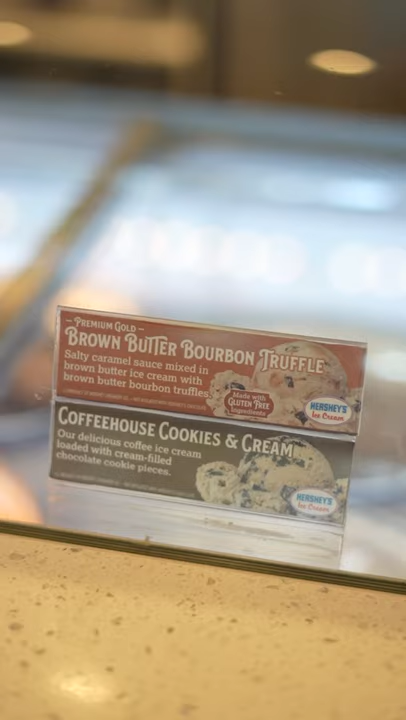 – Premium Gold –
Brown Butter Bourbon Truffle
Salty caramel sauce mixed in
brown butter ice cream with
brown butter bourbon truffles.
Made with
Gluten Free
Ingredients
HERSHEY'S
Ice Cream
Coffeehouse Cookies & Cream
Our delicious coffee ice cream
loaded with cream-filled
chocolate cookie pieces.
HERSHEY'S
Ice Cream